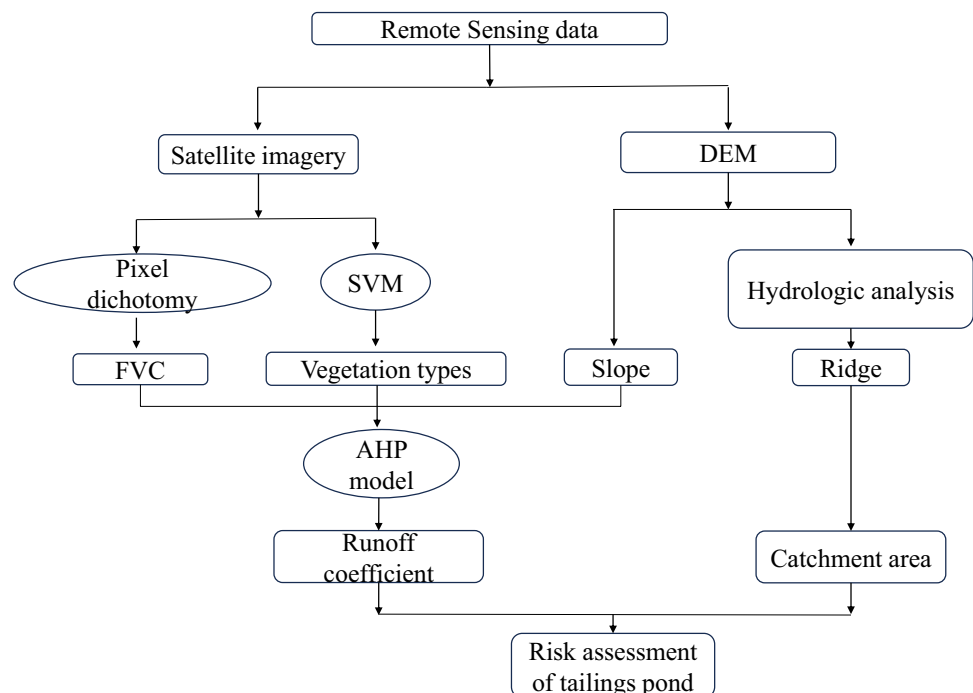 Remote Sensing data
Satellite imagery
DEM
Pixel
dichotomy
SVM
Hydrologic analysis
FVC
Vegetation types
Slope
Ridge
AHP
model
Runoff
coefficient
Catchment area
Risk assessment
of tailings pond